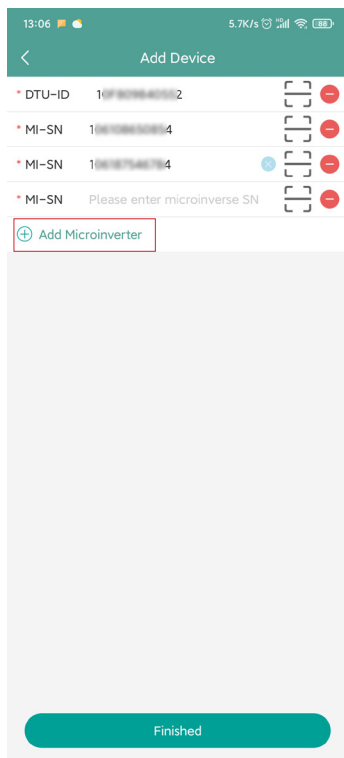 13:06 5.7K/s HD 88
Add Device
* DTU-ID
* MI-SN
* MI-SN
* MI-SN Please enter microinverse SN
Add Microinverter
Finished